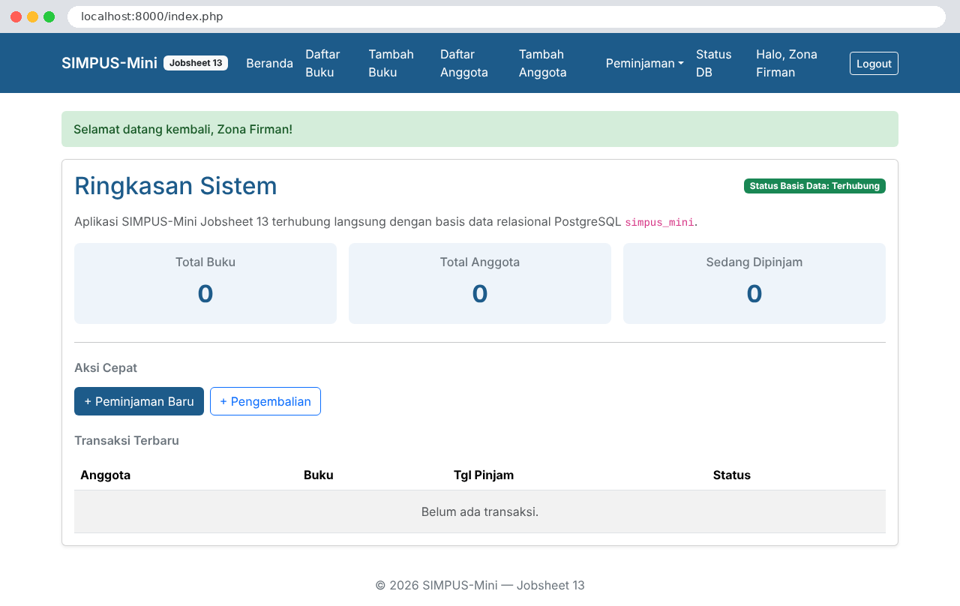 localhost:8000/index.php
SIMPUS-Mini Jobsheet 13 Beranda Daftar Buku Tambah Buku Daftar Anggota Tambah Anggota Peminjaman Status DB Halo, Zona Firman Logout
Selamat datang kembali, Zona Firman!
Ringkasan Sistem Status Basis Data: Terhubung
Aplikasi SIMPUS-Mini Jobsheet 13 terhubung langsung dengan basis data relasional PostgreSQL simpus_mini.
Total Buku Total Anggota Sedang Dipinjam
0 0 0
Aksi Cepat
+ Peminjaman Baru + Pengembalian
Transaksi Terbaru
Anggota Buku Tgl Pinjam Status
Belum ada transaksi.
© 2026 SIMPUS-Mini — Jobsheet 13